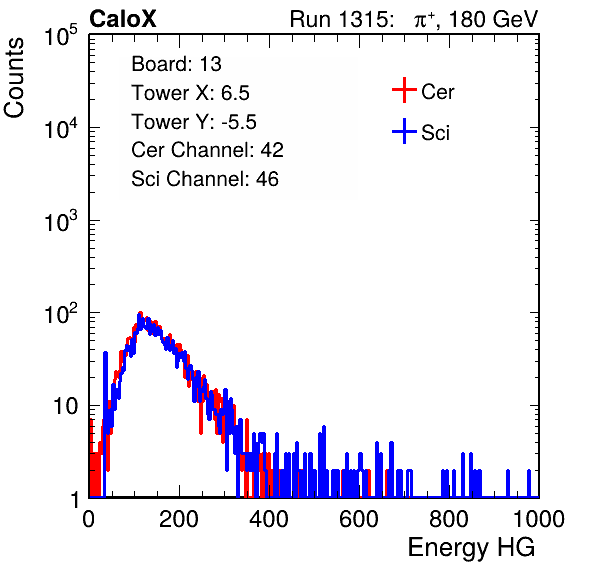 CaloX Run 1315: π⁺, 180 GeV
Board: 13
Tower X: 6.5
Tower Y: -5.5
Cer Channel: 42
Sci Channel: 46
Cer
Sci
Counts
10⁵
10⁴
10³
10²
10
1
0 200 400 600 800 1000
Energy HG